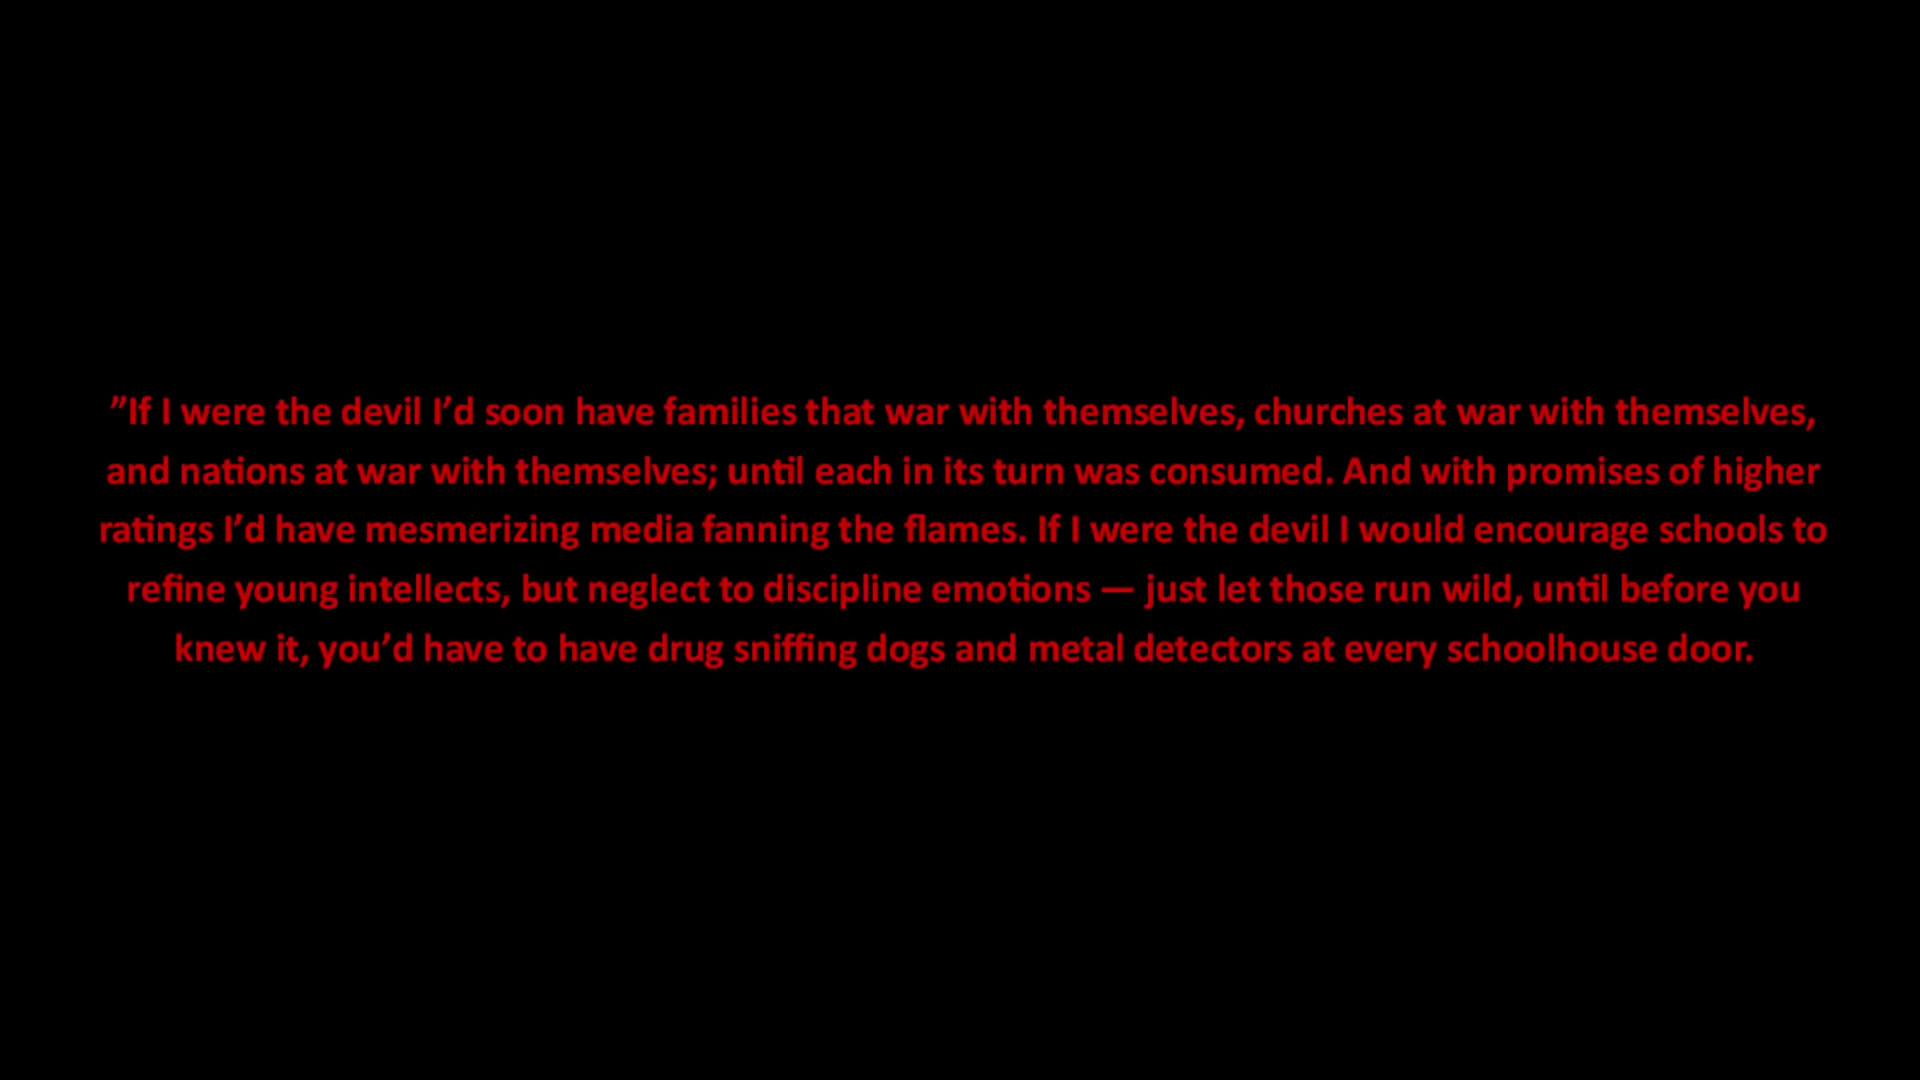 ”If I were the devil I’d soon have families that war with themselves, churches at war with themselves,
and nations at war with themselves; until each in its turn was consumed. And with promises of higher
ratings I’d have mesmerizing media fanning the flames. If I were the devil I would encourage schools to
refine young intellects, but neglect to discipline emotions — just let those run wild, until before you
knew it, you’d have to have drug sniffing dogs and metal detectors at every schoolhouse door.